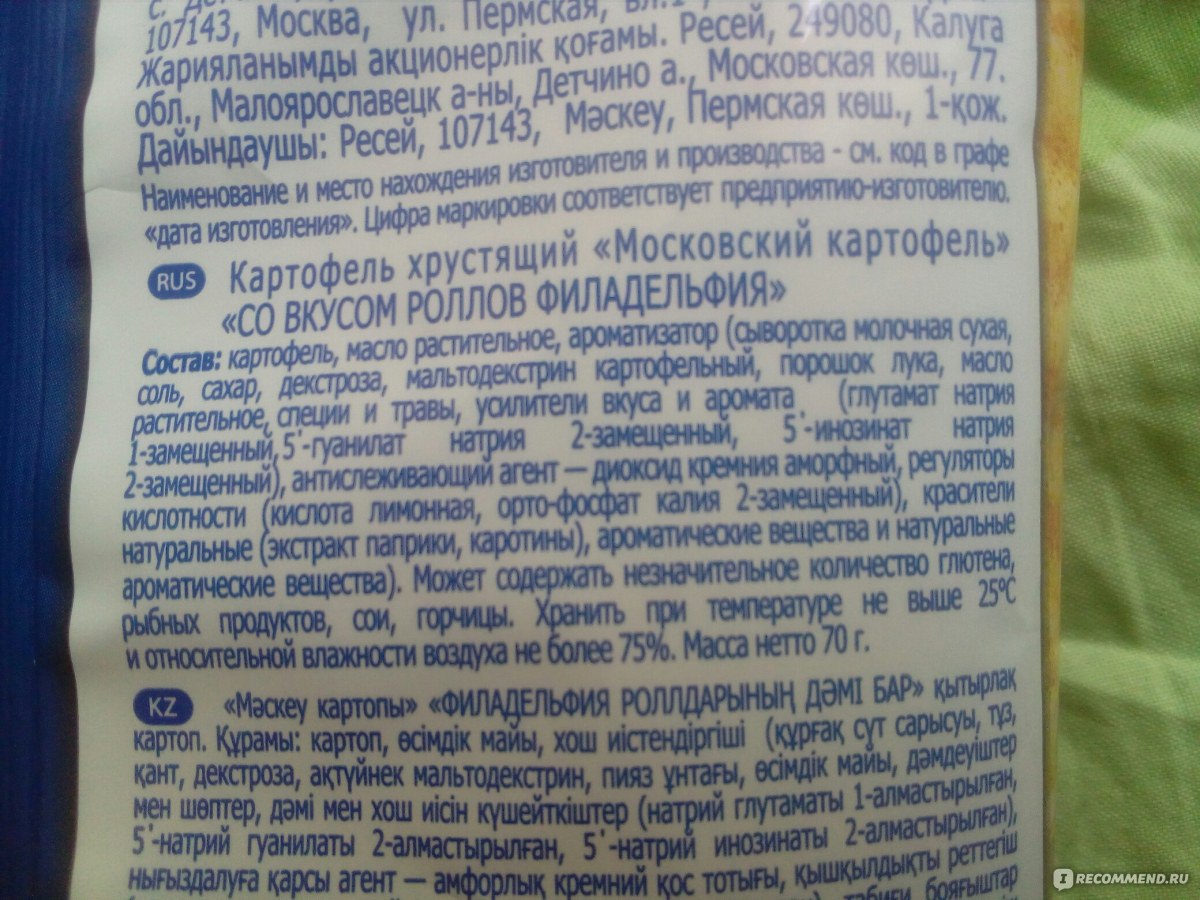 107143, Москва, ул. Пермская, вл.1
Жарияланымды акционерлік қоғамы. Ресей, 249080, Калуга
обл., Малоярославецк а-ны, Детчино а., Московская көш., 77.
Дайындаушы: Ресей, 107143, Мәскеу, Пермская көш., 1-қож.
Наименование и место нахождения изготовителя и производства - см. код в графе
«дата изготовления». Цифра маркировки соответствует предприятию-изготовителю.
RUS Картофель хрустящий «Московский картофель»
«СО ВКУСОМ РОЛЛОВ ФИЛАДЕЛЬФИЯ»
Состав: картофель, масло растительное, ароматизатор (сыворотка молочная сухая,
соль, сахар, декстроза, мальтодекстрин картофельный, порошок лука, масло
растительное, специи и травы, усилители вкуса и аромата (глутамат натрия
1-замещенный, 5'-гуанилат натрия 2-замещенный, 5'-инозинат натрия
2-замещенный), антислеживающий агент — диоксид кремния аморфный, регуляторы
кислотности (кислота лимонная, орто-фосфат калия 2-замещенный), красители
натуральные (экстракт паприки, каротины), ароматические вещества и натуральные
ароматические вещества). Может содержать незначительное количество глютена,
рыбных продуктов, сои, горчицы. Хранить при температуре не выше 25°С
и относительной влажности воздуха не более 75%. Масса нетто 70 г.
KZ «Мәскеу картопы» «ФИЛАДЕЛЬФИЯ РОЛЛДАРЫНЫҢ ДӘМІ БАР» қытырлақ
картоп. Құрамы: картоп, өсімдік майы, хош иістендіргіші (құрғақ сүт сарысуы, тұз,
қант, декстроза, ақтүйнек мальтодекстрин, пияз ұнтағы, өсімдік майы, дәмдеуіштер
мен шөптер, дәмі мен хош иісін күшейткіштер (натрий глутаматы 1-алмастырылған,
5'-натрий гуанилаты 2-алмастырылған, 5'-натрий инозинаты 2-алмастырылған),
нығыздалуға қарсы агент — амфорлық кремний қос тотығы, қышқылдықты реттегіш
табиғи бояғыштар
IRECOMMEND.RU